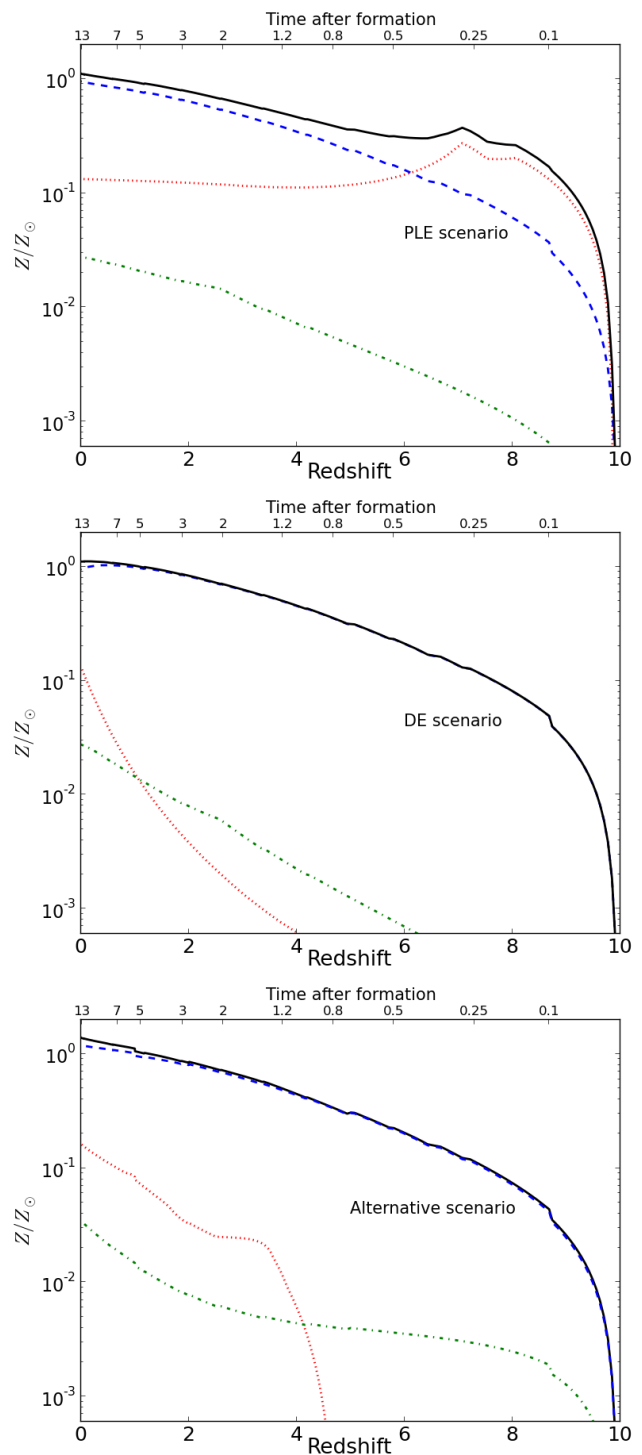 Time after formation
13 7 5 3 2 1.2 0.8 0.5 0.25 0.1
10^0
10^-1
Z/Z_⊙
PLE scenario
10^-2
10^-3
0 2 4 6 8 10
Redshift
Time after formation
13 7 5 3 2 1.2 0.8 0.5 0.25 0.1
10^0
10^-1
Z/Z_⊙
DE scenario
10^-2
10^-3
0 2 4 6 8 10
Redshift
Time after formation
13 7 5 3 2 1.2 0.8 0.5 0.25 0.1
10^0
10^-1
Z/Z_⊙
Alternative scenario
10^-2
10^-3
0 2 4 6 8 10
Redshift